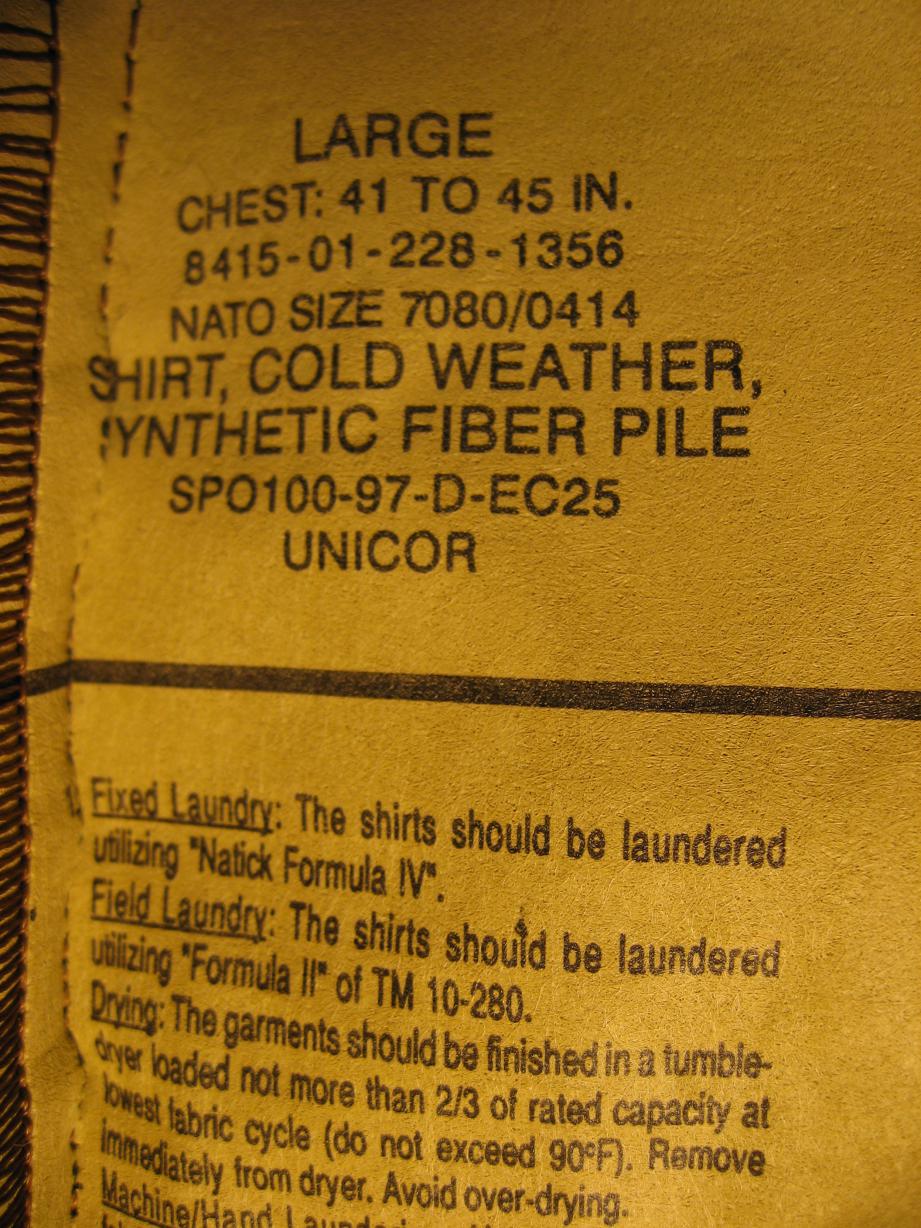 LARGE
CHEST: 41 TO 45 IN.
8415-01-228-1356
NATO SIZE 7080/0414
SHIRT, COLD WEATHER,
YNTHETIC FIBER PILE
SPO100-97-D-EC25
UNICOR
Fixed Laundry: The shirts should be laundered
utilizing "Natick Formula IV".
Field Laundry: The shirts should be laundered
utilizing "Formula II" of TM 10-280.
Drying: The garments should be finished in a tumble-
dryer loaded not more than 2/3 of rated capacity at
lowest fabric cycle (do not exceed 90°F). Remove
immediately from dryer. Avoid over-drying.
Machine/Hand